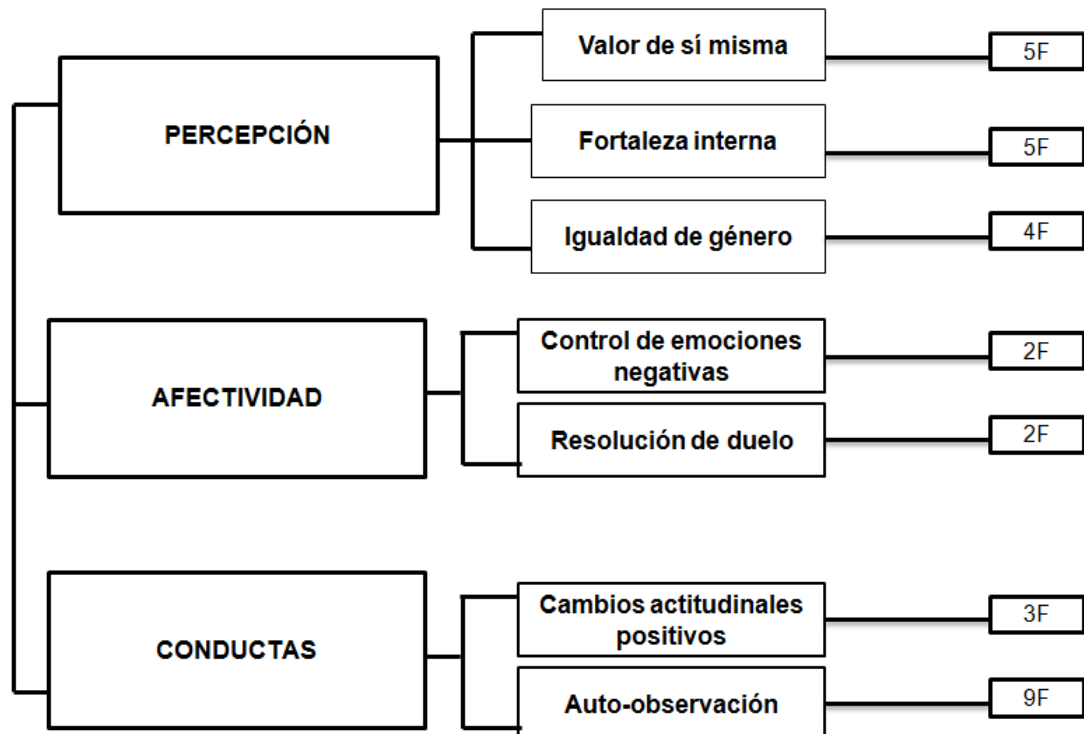 PERCEPCIÓN
Valor de sí misma
5F
Fortaleza interna
5F
Igualdad de género
4F
AFECTIVIDAD
Control de emociones
negativas
2F
Resolución de duelo
2F
CONDUCTAS
Cambios actitudinales
positivos
3F
Auto-observación
9F